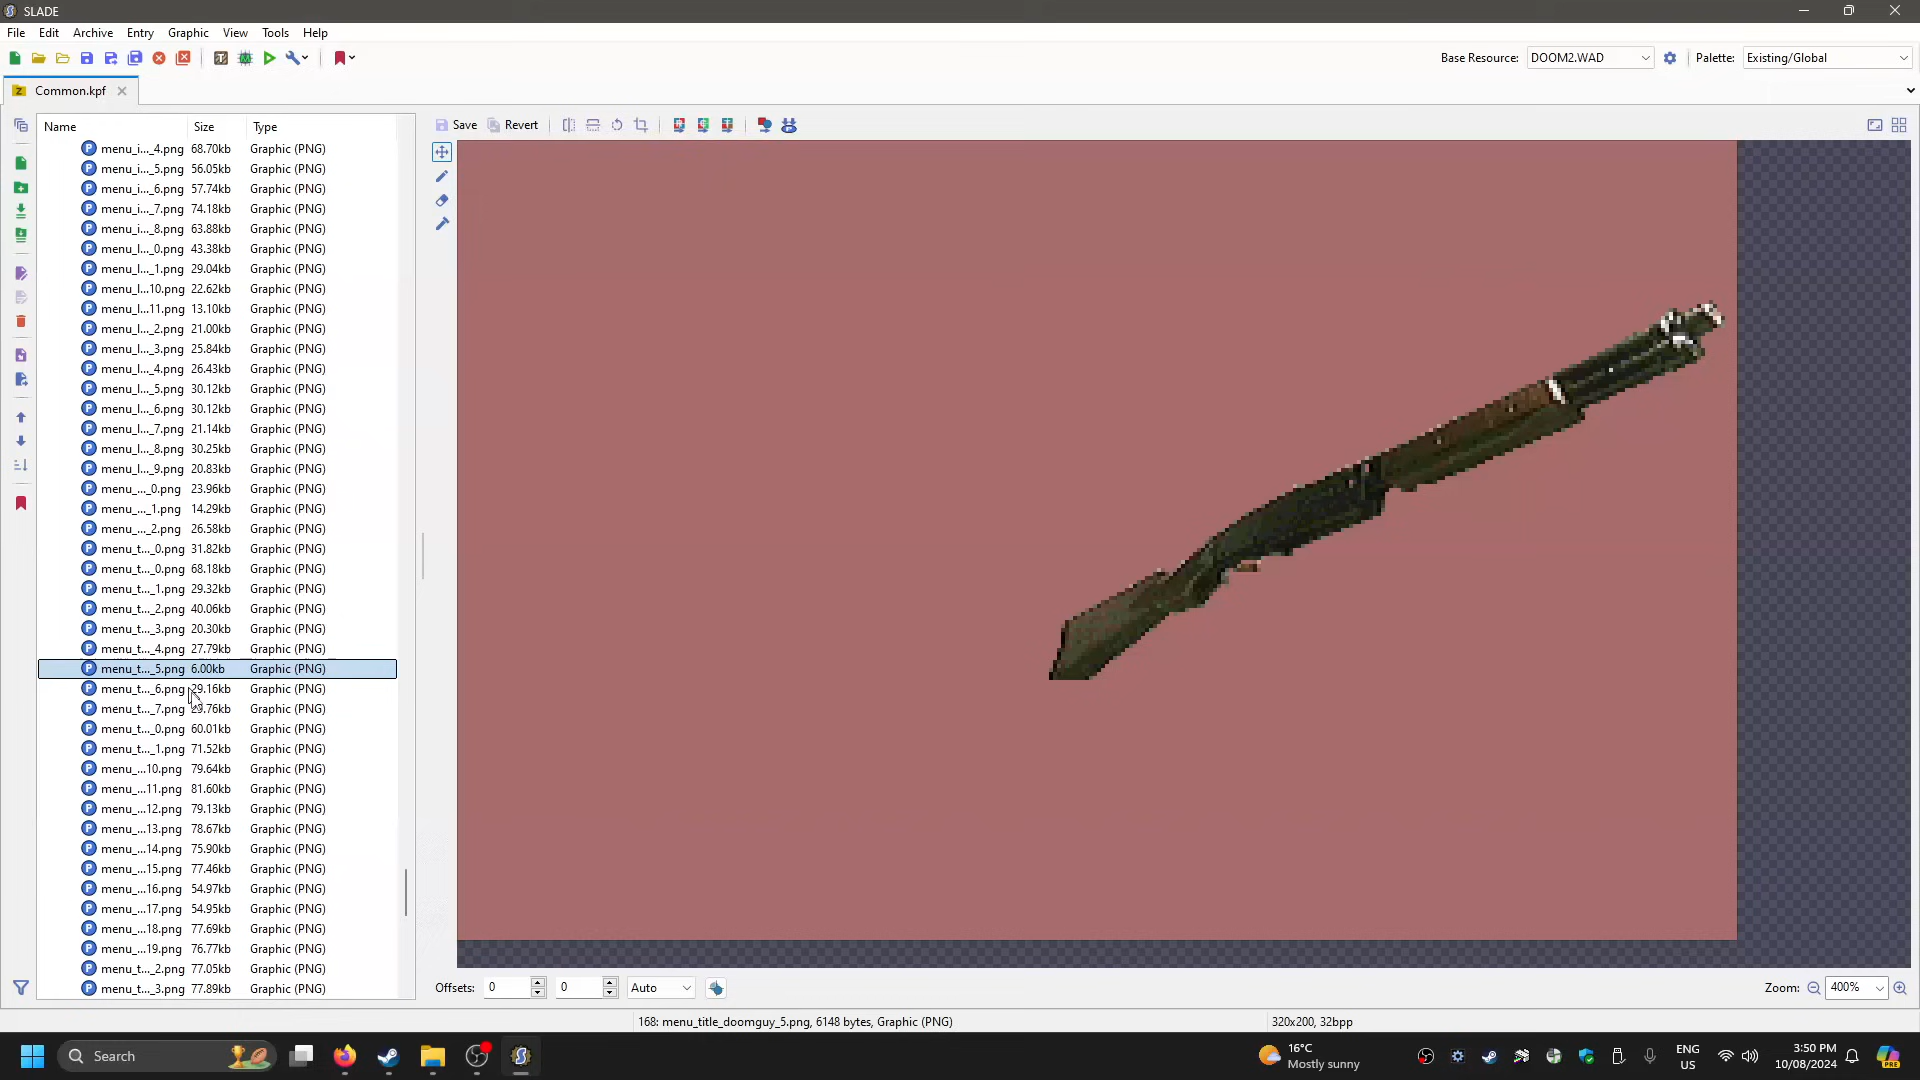 SLADE
File Edit Archive Entry Graphic View Tools Help
Base Resource: DOOM2.WAD Palette: Existing/Global
Common.kpf
Name Size Type
Save Revert
menu_i..._4.png 68.70kb Graphic (PNG)
menu_i..._5.png 56.05kb Graphic (PNG)
menu_i..._6.png 57.74kb Graphic (PNG)
menu_i..._7.png 74.18kb Graphic (PNG)
menu_i..._8.png 63.88kb Graphic (PNG)
menu_l..._0.png 43.38kb Graphic (PNG)
menu_l..._1.png 29.04kb Graphic (PNG)
menu_l...10.png 22.62kb Graphic (PNG)
menu_l...11.png 13.10kb Graphic (PNG)
menu_l..._2.png 21.00kb Graphic (PNG)
menu_l..._3.png 25.84kb Graphic (PNG)
menu_l..._4.png 26.43kb Graphic (PNG)
menu_l..._5.png 30.12kb Graphic (PNG)
menu_l..._6.png 30.12kb Graphic (PNG)
menu_l..._7.png 21.14kb Graphic (PNG)
menu_l..._8.png 30.25kb Graphic (PNG)
menu_l..._9.png 20.83kb Graphic (PNG)
menu_..._0.png 23.96kb Graphic (PNG)
menu_..._1.png 14.29kb Graphic (PNG)
menu_..._2.png 26.58kb Graphic (PNG)
menu_t..._0.png 31.82kb Graphic (PNG)
menu_t..._0.png 68.18kb Graphic (PNG)
menu_t..._1.png 29.32kb Graphic (PNG)
menu_t..._2.png 40.06kb Graphic (PNG)
menu_t..._3.png 20.30kb Graphic (PNG)
menu_t..._4.png 27.79kb Graphic (PNG)
menu_t..._5.png 6.00kb Graphic (PNG)
menu_t..._6.png 29.16kb Graphic (PNG)
menu_t..._7.png Graphic (PNG)
menu_t..._0.png 60.01kb Graphic (PNG)
menu_t..._1.png 71.52kb Graphic (PNG)
menu_...10.png 79.64kb Graphic (PNG)
menu_...11.png 81.60kb Graphic (PNG)
menu_...12.png 79.13kb Graphic (PNG)
menu_...13.png 78.67kb Graphic (PNG)
menu_...14.png 75.90kb Graphic (PNG)
menu_...15.png 77.46kb Graphic (PNG)
menu_...16.png 54.97kb Graphic (PNG)
menu_...17.png 54.95kb Graphic (PNG)
menu_...18.png 77.69kb Graphic (PNG)
menu_...19.png 76.77kb Graphic (PNG)
menu_t..._2.png 77.05kb Graphic (PNG)
menu_t..._3.png 77.89kb Graphic (PNG)
Offsets: 0 0 Auto Zoom: 400%
168: menu_title_doomguy_5.png, 6148 bytes, Graphic (PNG) 320x200, 32bpp
Search
16°C
Mostly sunny
ENG
US
3:50 PM
10/08/2024
PRE